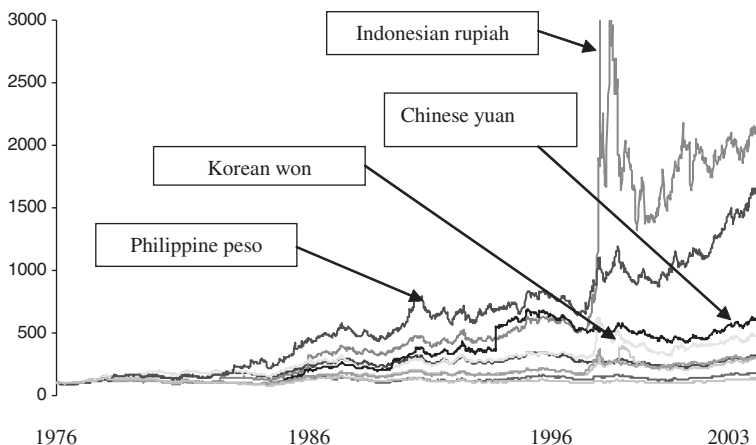 3000
Indonesian rupiah
2500
Chinese yuan
2000
Korean won
1500
Philippine peso
1000
500
0
1976 1986 1996 2003